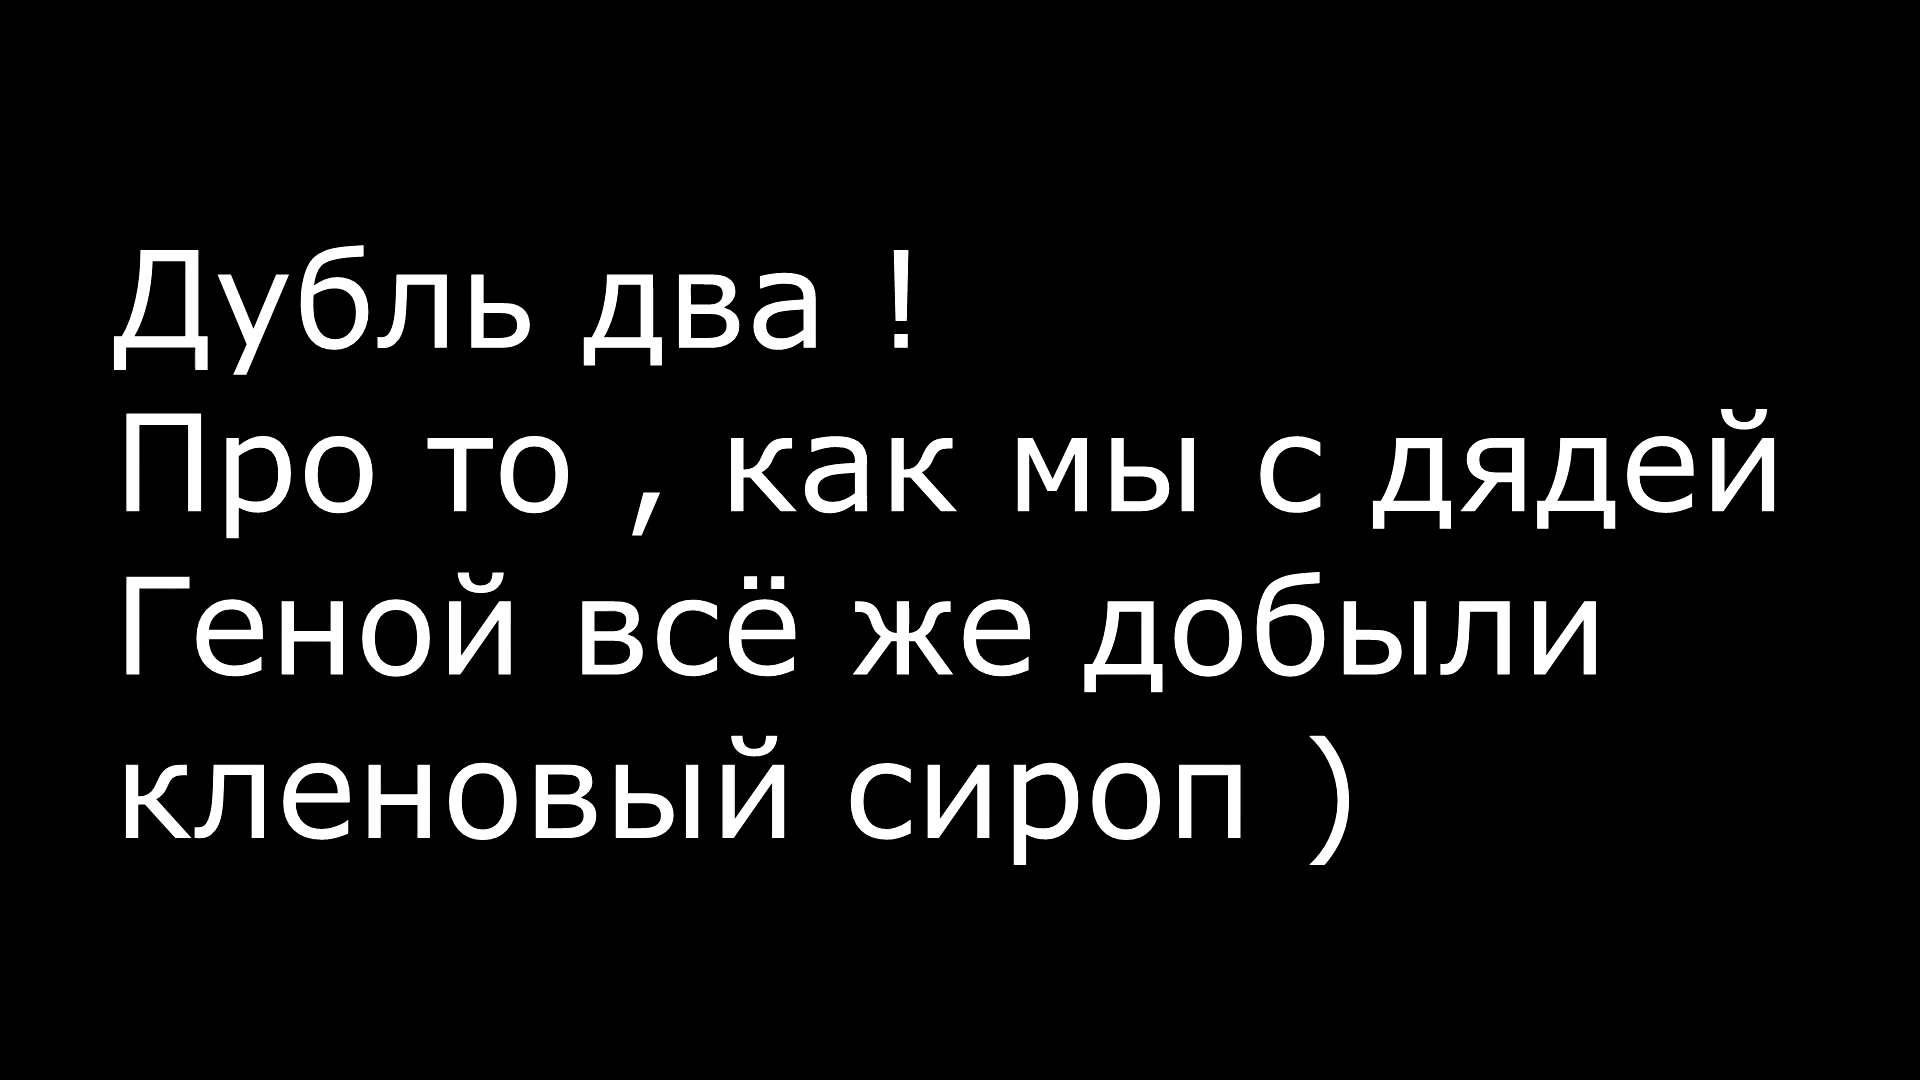 Дубль два !
Про то , как мы с дядей
Геной всё же добыли
кленовый сироп )